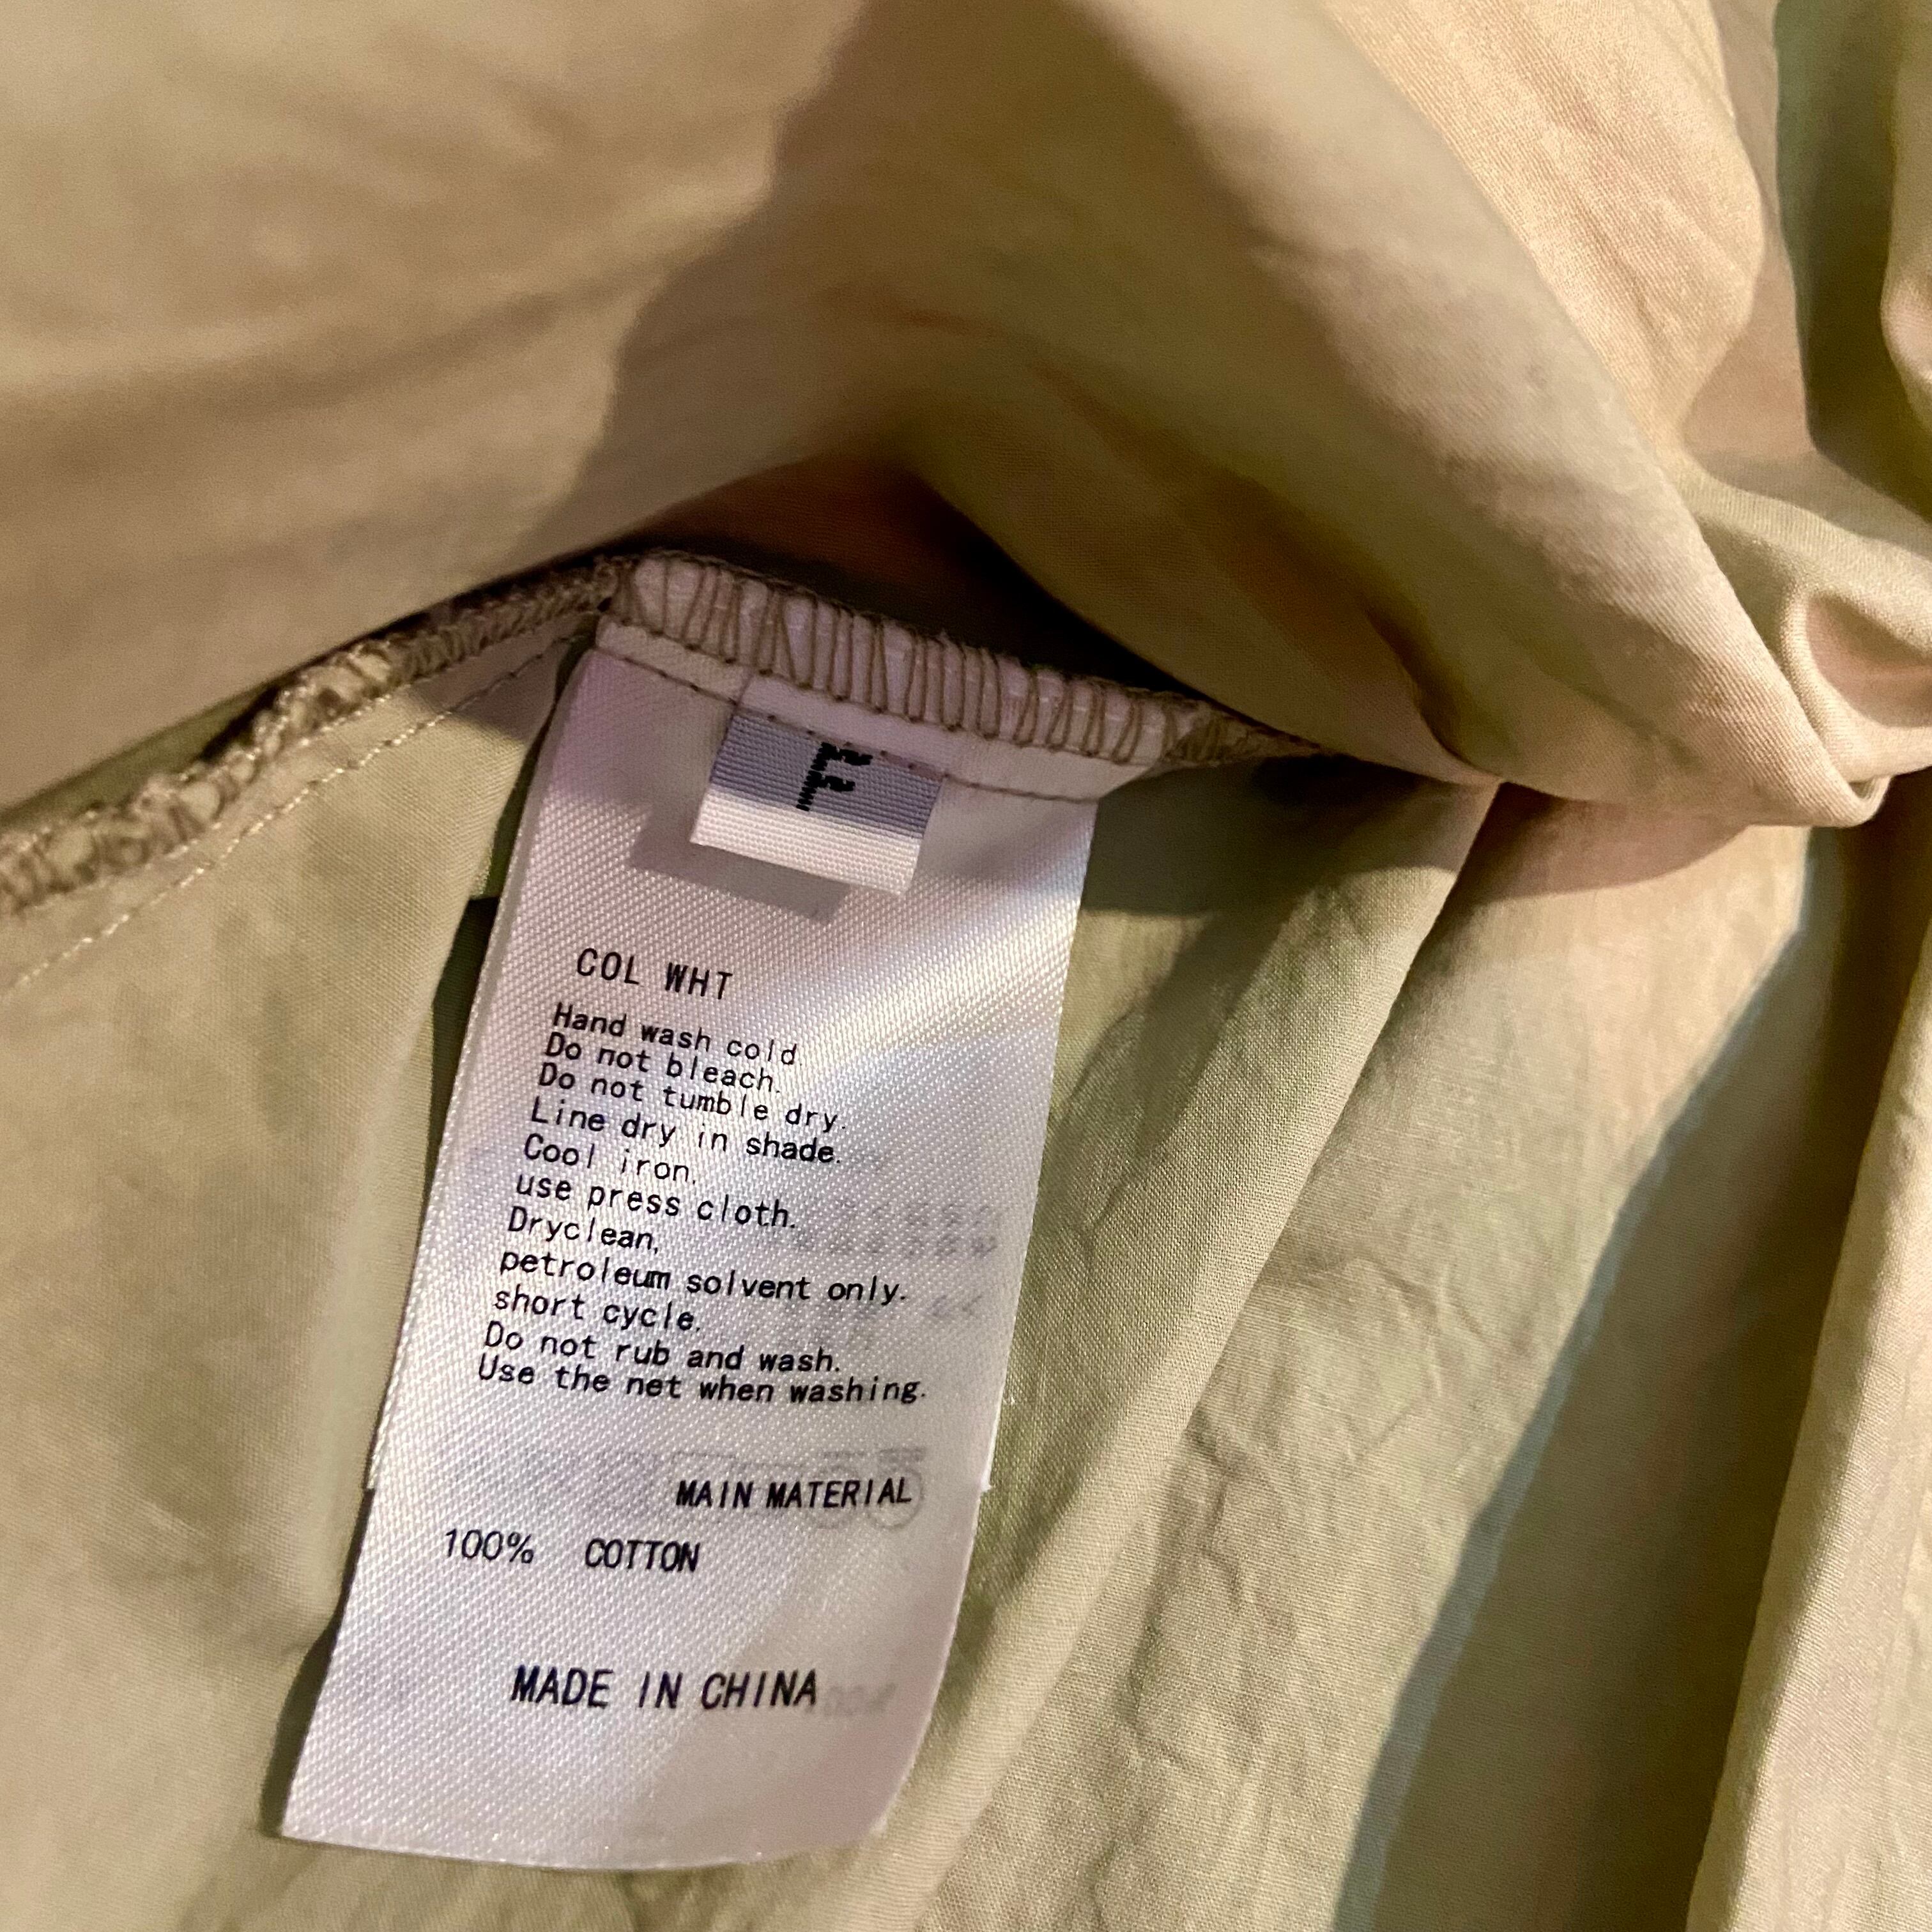 F
COL WHT
Hand wash cold.
Do not bleach.
Do not tumble dry.
Line dry in shade.
Cool iron.
use press cloth.
Dryclean,
petroleum solvent only.
short cycle.
Do not rub and wash.
Use the net when washing.
MAIN MATERIAL
100% COTTON
MADE IN CHINA